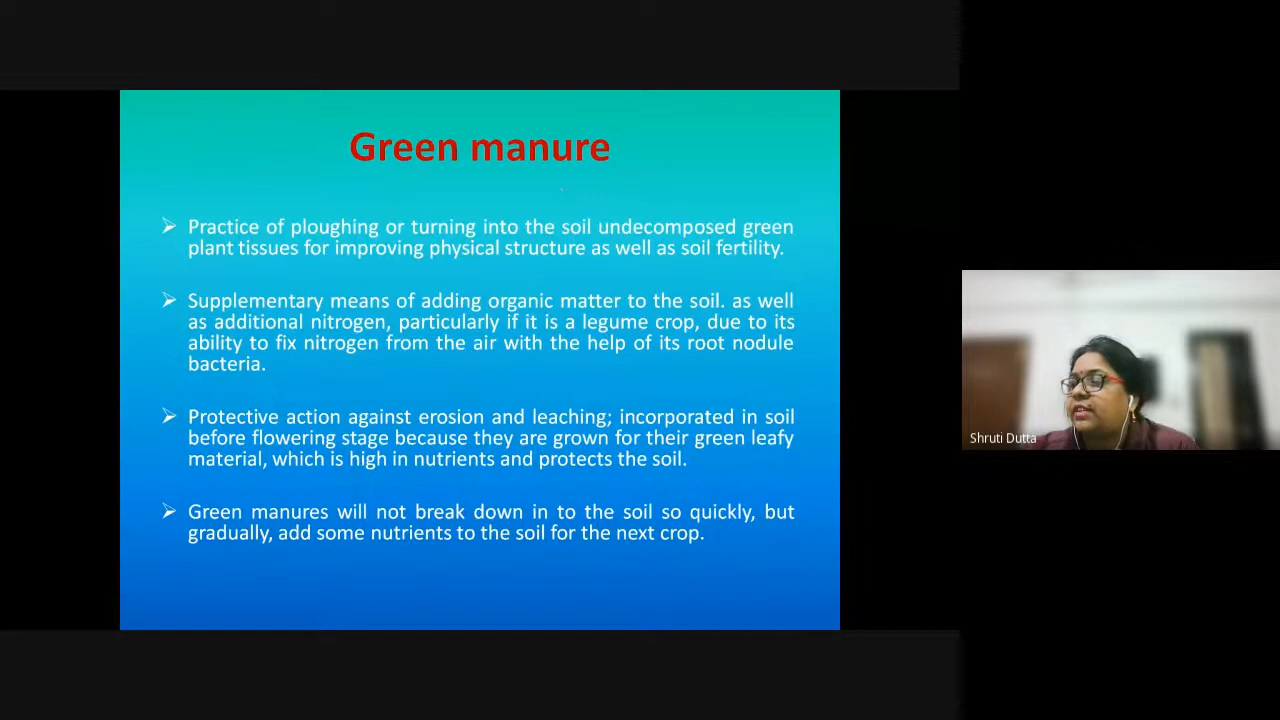 Green manure
Practice of ploughing or turning into the soil undecomposed green
plant tissues for improving physical structure as well as soil fertility.
Supplementary means of adding organic matter to the soil. as well
as additional nitrogen, particularly if it is a legume crop, due to its
ability to fix nitrogen from the air with the help of its root nodule
bacteria.
Protective action against erosion and leaching; incorporated in soil
before flowering stage because they are grown for their green leafy
material, which is high in nutrients and protects the soil.
Green manures will not break down in to the soil so quickly, but
gradually, add some nutrients to the soil for the next crop.
Shruti Dutta